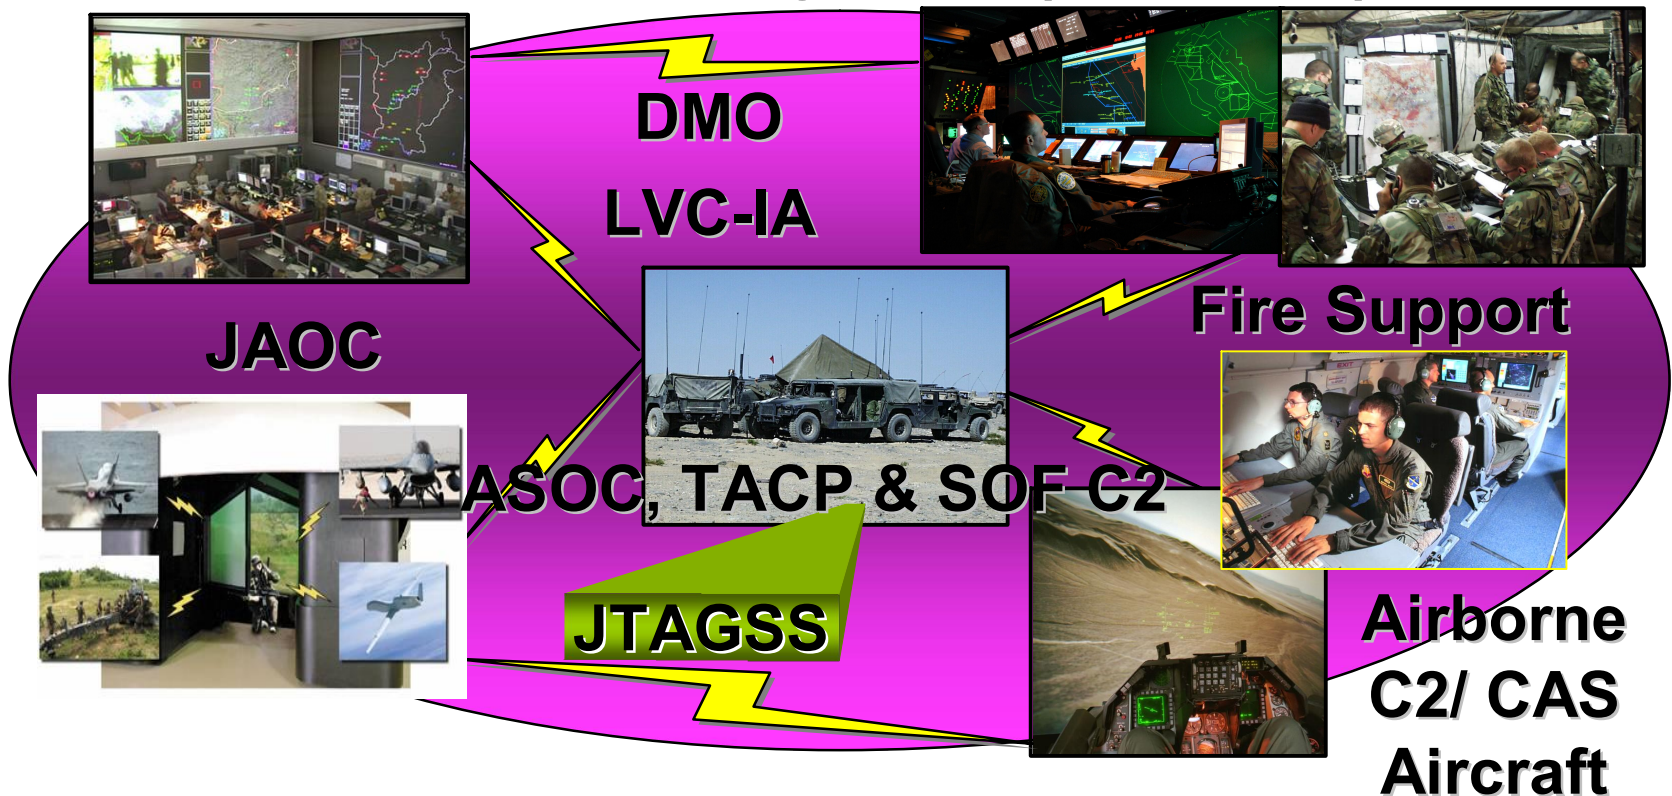 DMO
LVC-IA
Fire Support
JAOC
ASOC, TACP & SOF C2
JTAGSS
Airborne
C2/ CAS
Aircraft